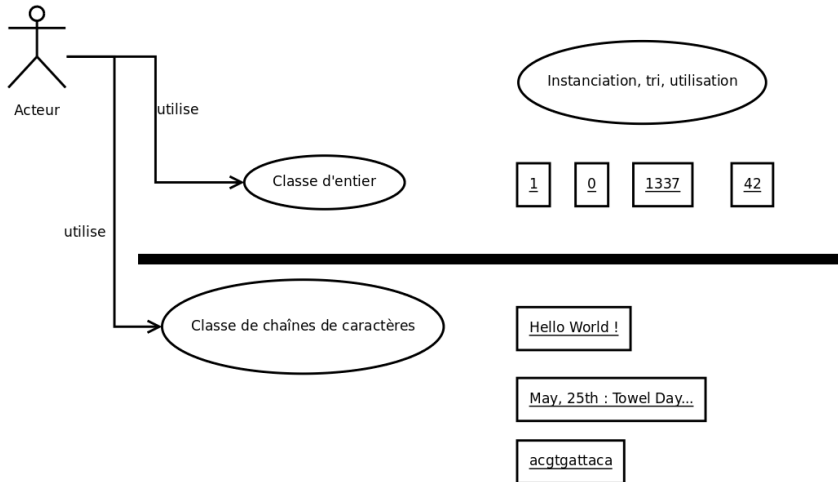 Instanciation, tri, utilisation
Acteur
utilise
Classe d'entier
1
0
1337
42
utilise
Classe de chaînes de caractères
Hello World !
May, 25th : Towel Day...
acgtgattaca